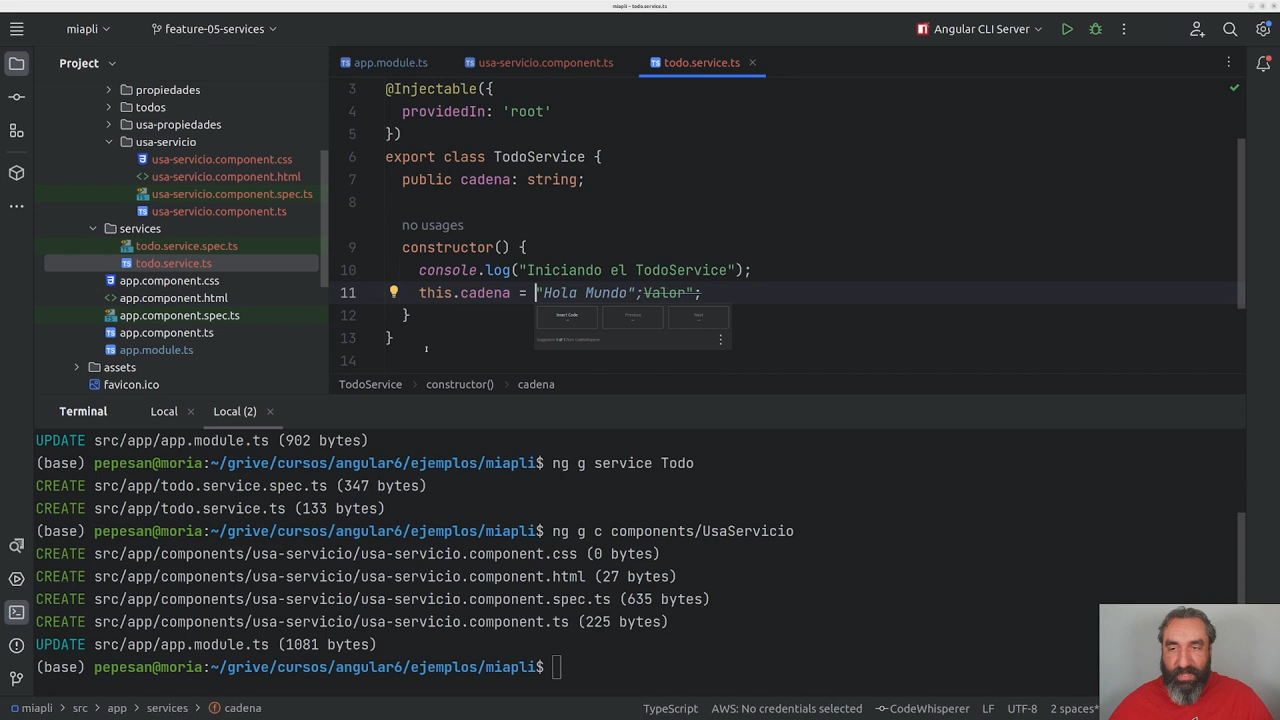 todo.service.ts
miapli
feature-05-services
Angular CLI Server
Project
app.module.ts
usa-servicio.component.ts
todo.service.ts
propiedades
todos
usa-propiedades
usa-servicio
usa-servicio.component.css
usa-servicio.component.html
usa-servicio.component.spec.ts
usa-servicio.component.ts
services
todo.service.spec.ts
todo.service.ts
app.component.css
app.component.html
app.component.spec.ts
app.component.ts
app.module.ts
assets
favicon.ico
3 @Injectable({
4 providedIn: 'root'
5 })
6 export class TodoService {
7 public cadena: string;
8
no usages
9 constructor() {
10 console.log("Iniciando el TodoService");
11 this.cadena = "Hola Mundo";Valor";
12 }
13 }
14
Insert Code
Previous
Next
TodoService
constructor()
cadena
Terminal
Local
Local (2)
UPDATE src/app/app.module.ts (902 bytes)
(base) pepesan@moria:~/grive/cursos/angular6/ejemplos/miapli$ ng g service Todo
CREATE src/app/todo.service.spec.ts (347 bytes)
CREATE src/app/todo.service.ts (133 bytes)
(base) pepesan@moria:~/grive/cursos/angular6/ejemplos/miapli$ ng g c components/UsaServicio
CREATE src/app/components/usa-servicio/usa-servicio.component.css (0 bytes)
CREATE src/app/components/usa-servicio/usa-servicio.component.html (27 bytes)
CREATE src/app/components/usa-servicio/usa-servicio.component.spec.ts (635 bytes)
CREATE src/app/components/usa-servicio/usa-servicio.component.ts (225 bytes)
UPDATE src/app/app.module.ts (1081 bytes)
(base) pepesan@moria:~/grive/cursos/angular6/ejemplos/miapli$
miapli
src
app
services
cadena
TypeScript
AWS: No credentials selected
CodeWhisperer
LF
UTF-8
2 spaces*